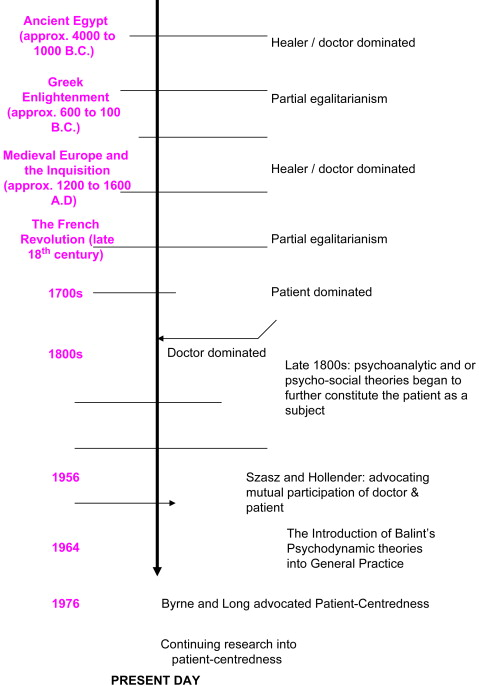 Ancient Egypt
(approx. 4000 to
1000 B.C.)
Healer / doctor dominated
Greek
Enlightenment
(approx. 600 to 100
B.C.)
Partial egalitarianism
Medieval Europe and
the Inquisition
(approx. 1200 to 1600
A.D)
Healer / doctor dominated
The French
Revolution (late
18th century)
Partial egalitarianism
1700s
Patient dominated
1800s
Doctor dominated
Late 1800s: psychoanalytic and or
psycho-social theories began to
further constitute the patient as a
subject
1956
Szasz and Hollender: advocating
mutual participation of doctor &
patient
1964
The Introduction of Balint's
Psychodynamic theories
into General Practice
1976
Byrne and Long advocated Patient-Centredness
Continuing research into
patient-centredness
PRESENT DAY